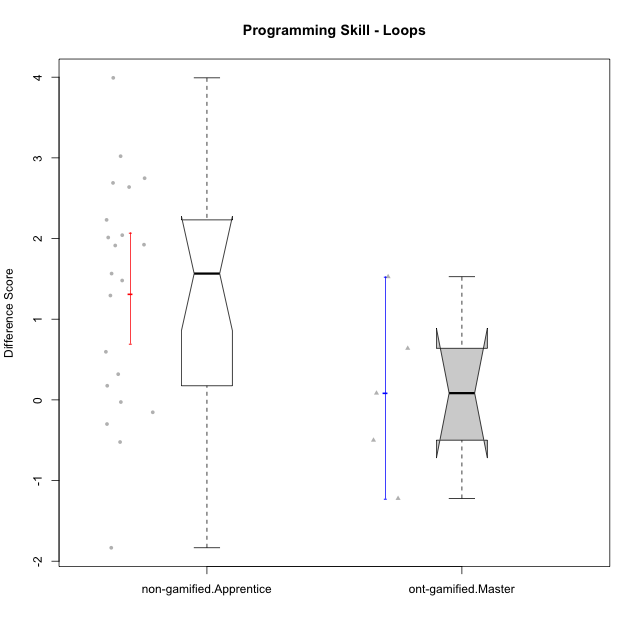 Programming Skill - Loops
Difference Score
4
3
2
1
0
-1
-2
non-gamified.Apprentice
ont-gamified.Master